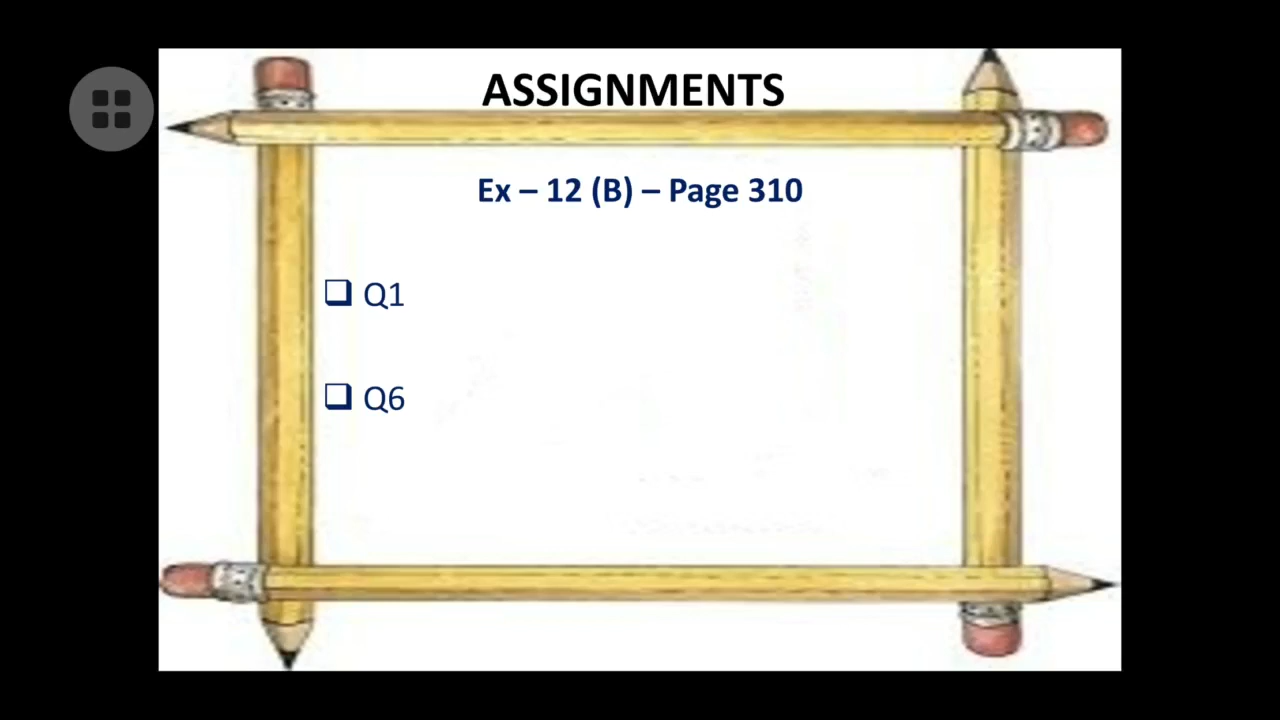 ASSIGNMENTS
Ex – 12 (B) – Page 310
❑ Q1
❑ Q6